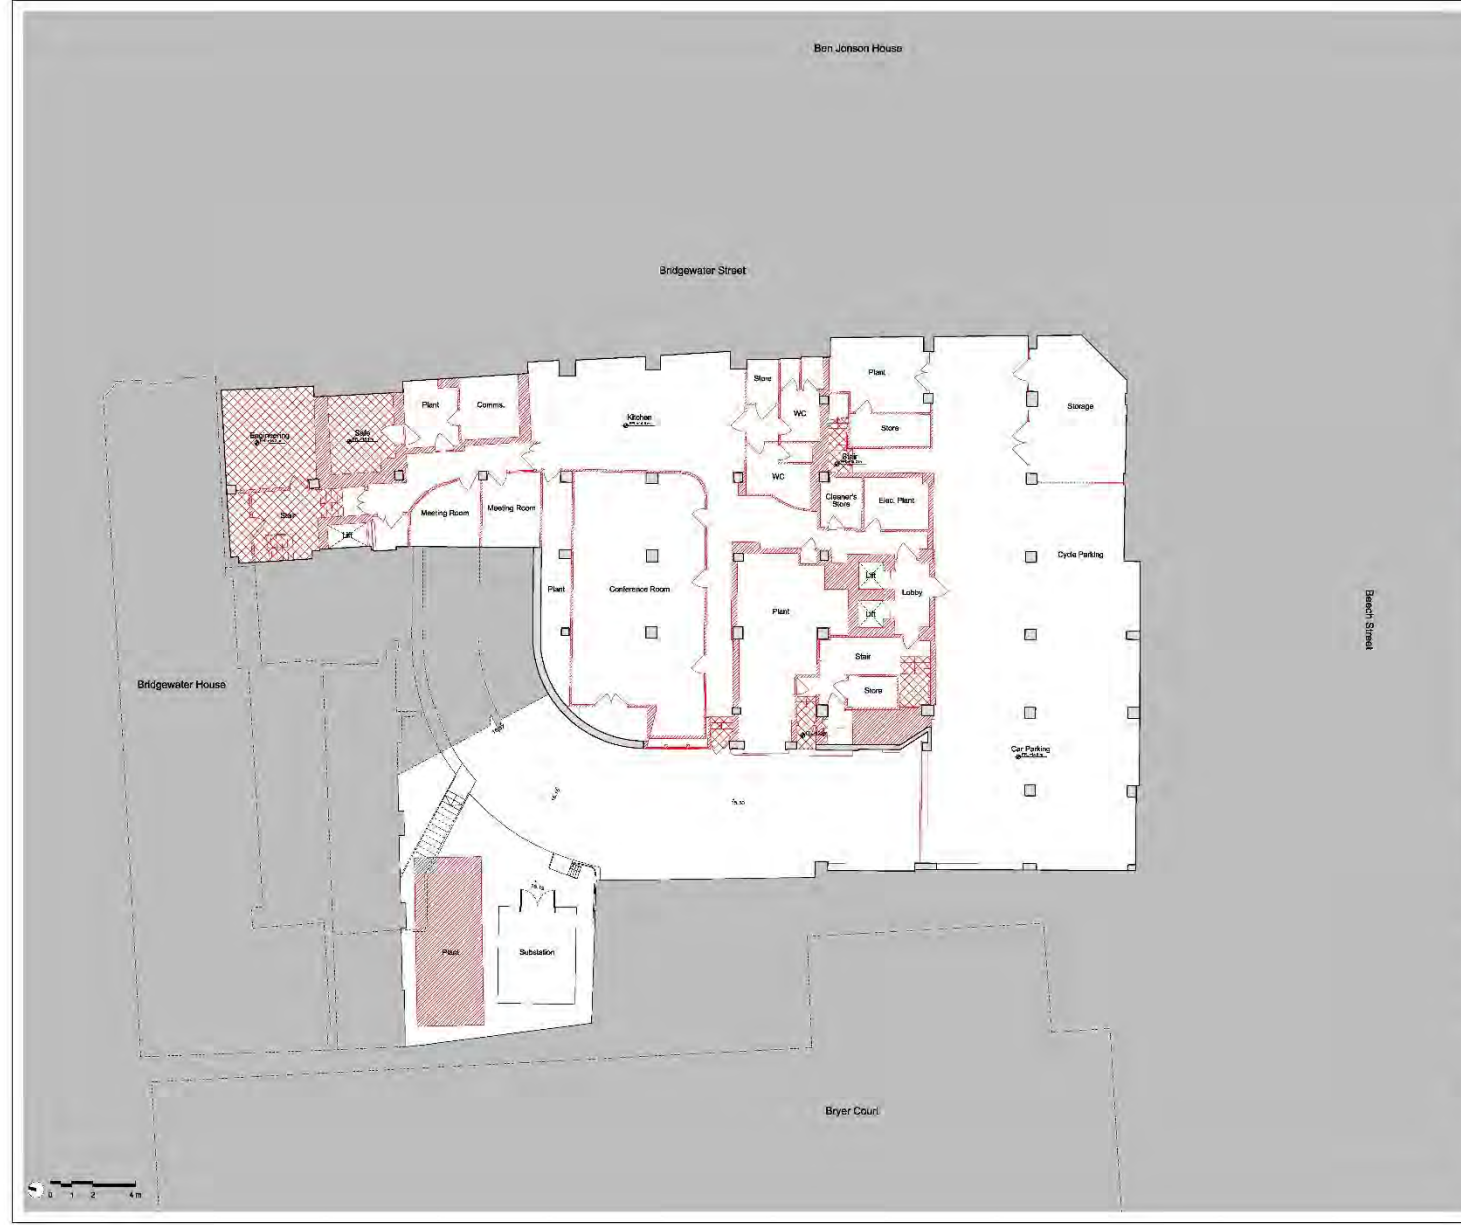 Ben Jonson House
Bridgewater Street
Plant
Store
Storage
Plant
Comms.
WC
Kitchen
Store
Engineering
Safe
Stair
WC
Cleaner's
Store
Elec. Plant
Meeting Room
Meeting Room
Stair
Lift
Cycle Parking
Lift
Plant
Conference Room
Lobby
Plant
Lift
Beech Street
Stair
Bridgewater House
Store
Car Parking
Plant
Substation
Bryer Court
0 1 2 4 m